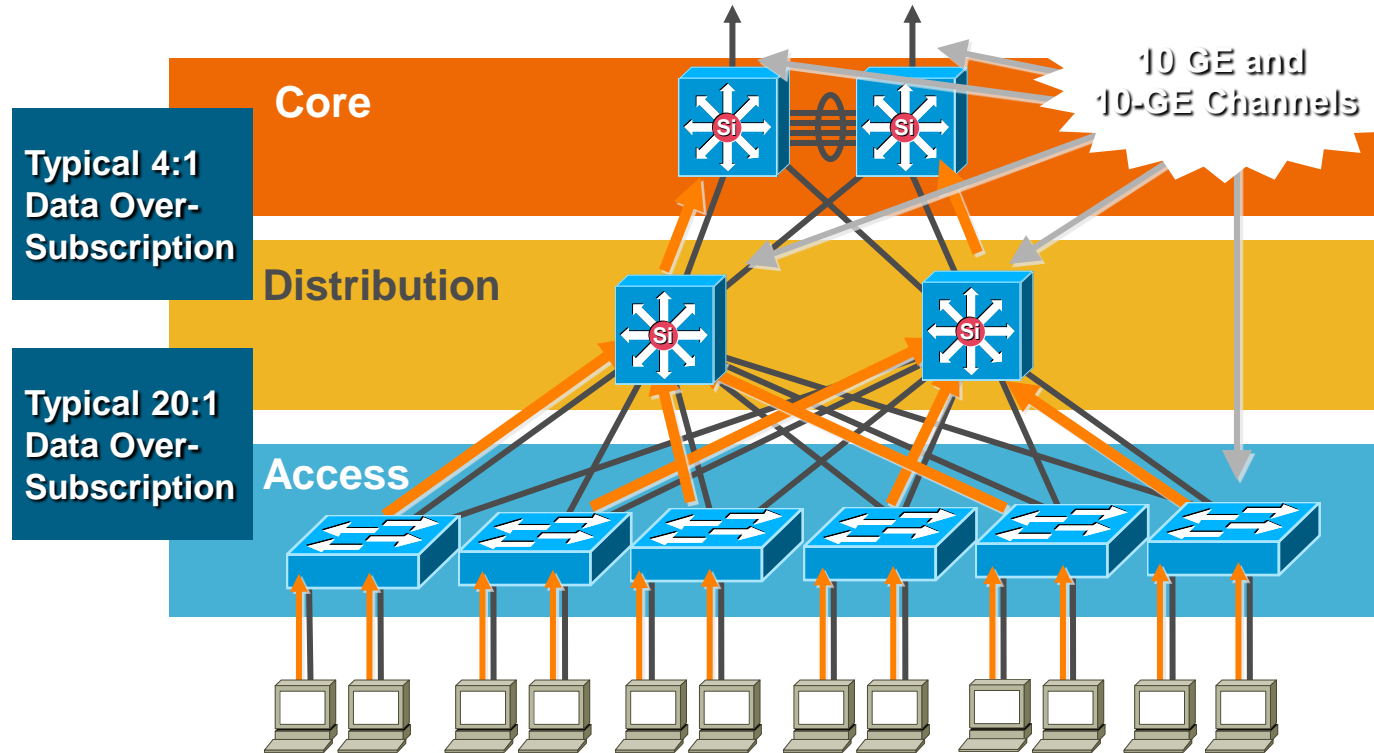 10 GE and
10-GE Channels
Core
Si
Si
Typical 4:1
Data Over-
Subscription
Distribution
Si
Si
Typical 20:1
Data Over-
Subscription
Access